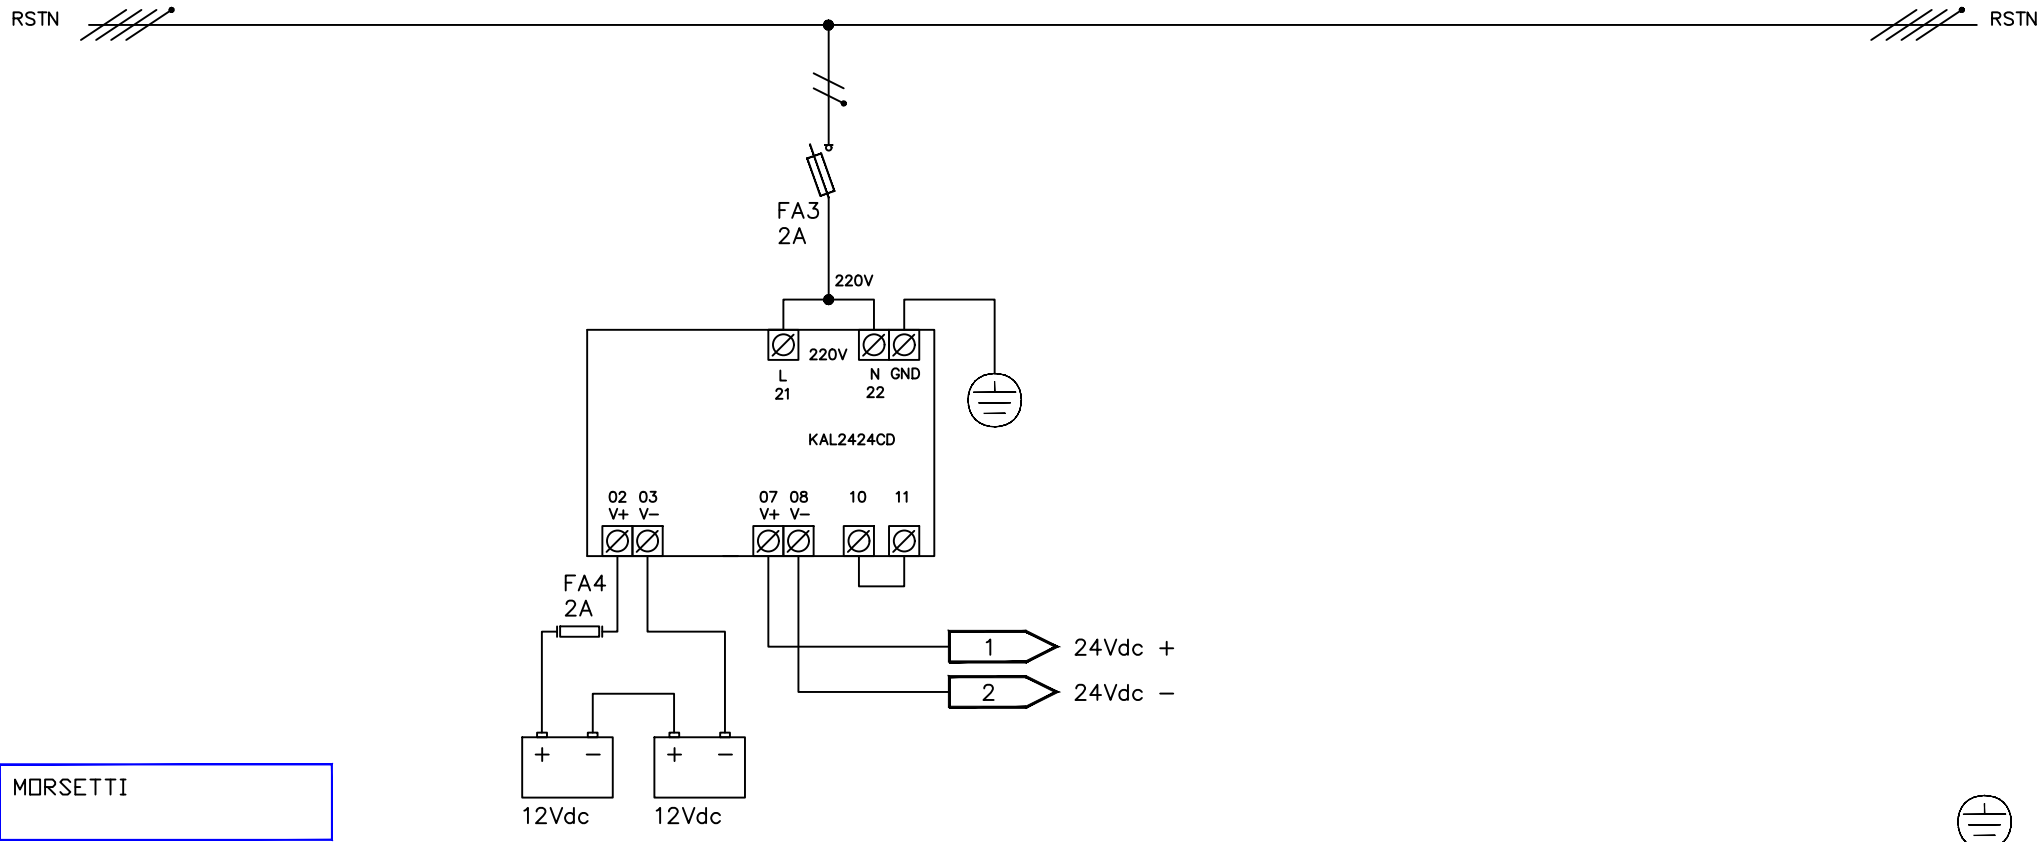 RSTN
RSTN
FA3
2A
220V
220V
L
21
N
22
GND
KAL2424CD
02
V+
03
V−
07
V+
08
V−
10
11
FA4
2A
1
24Vdc +
2
24Vdc −
+ −
+ −
12Vdc
12Vdc
MORSETTI